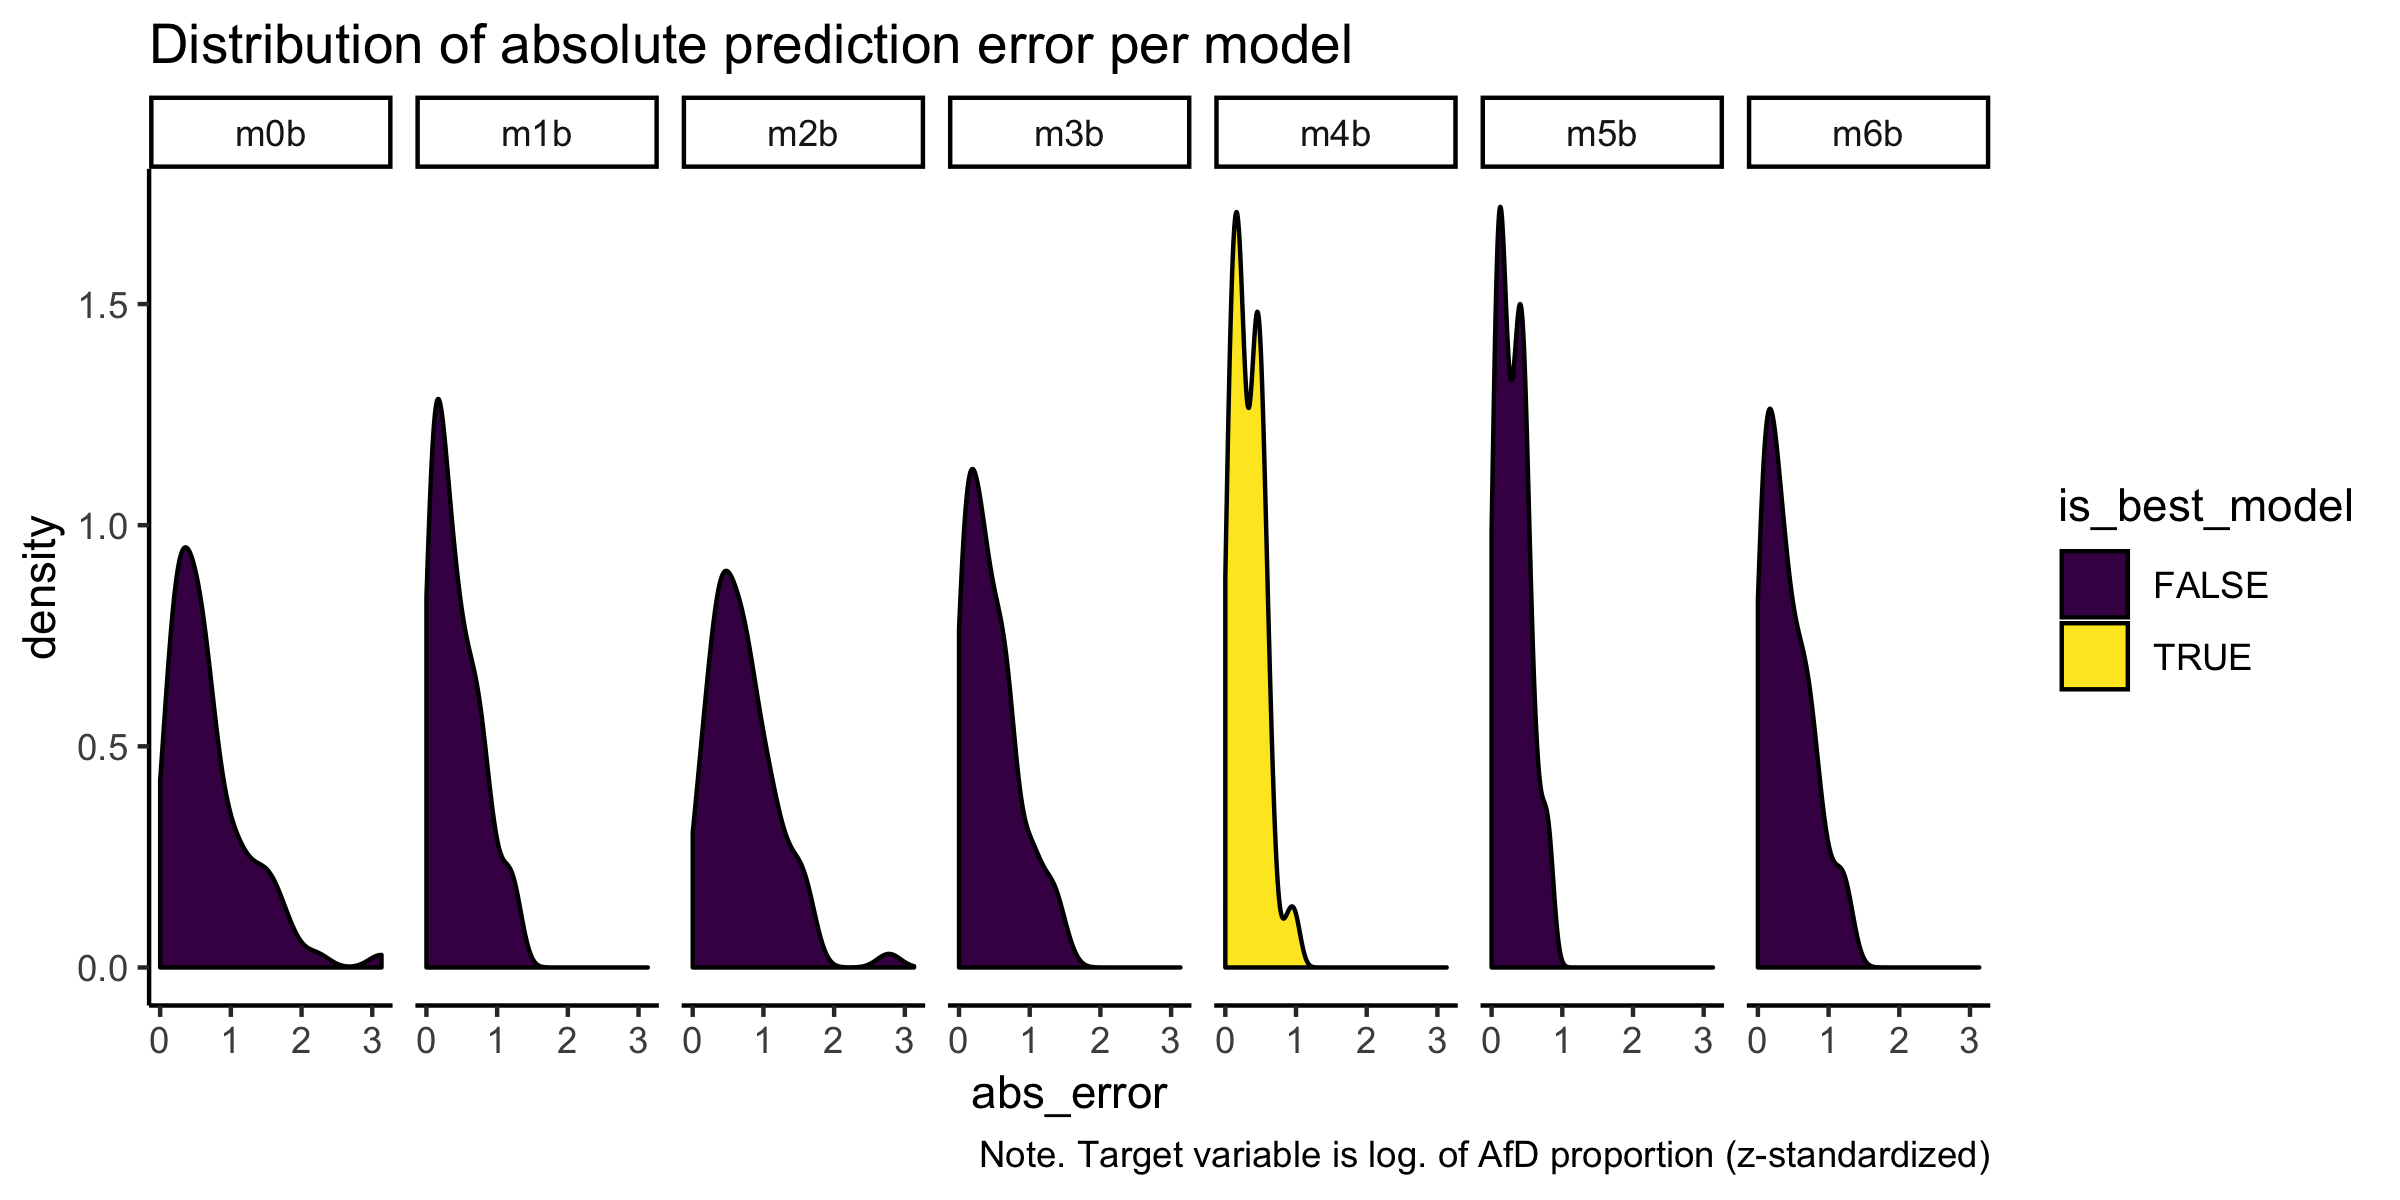 Distribution of absolute prediction error per model
m0b m1b m2b m3b m4b m5b m6b
density
1.5
1.0
0.5
0.0
0 1 2 3 0 1 2 3 0 1 2 3 0 1 2 3 0 1 2 3 0 1 2 3 0 1 2 3
abs_error
is_best_model
FALSE
TRUE
Note. Target variable is log. of AfD proportion (z-standardized)